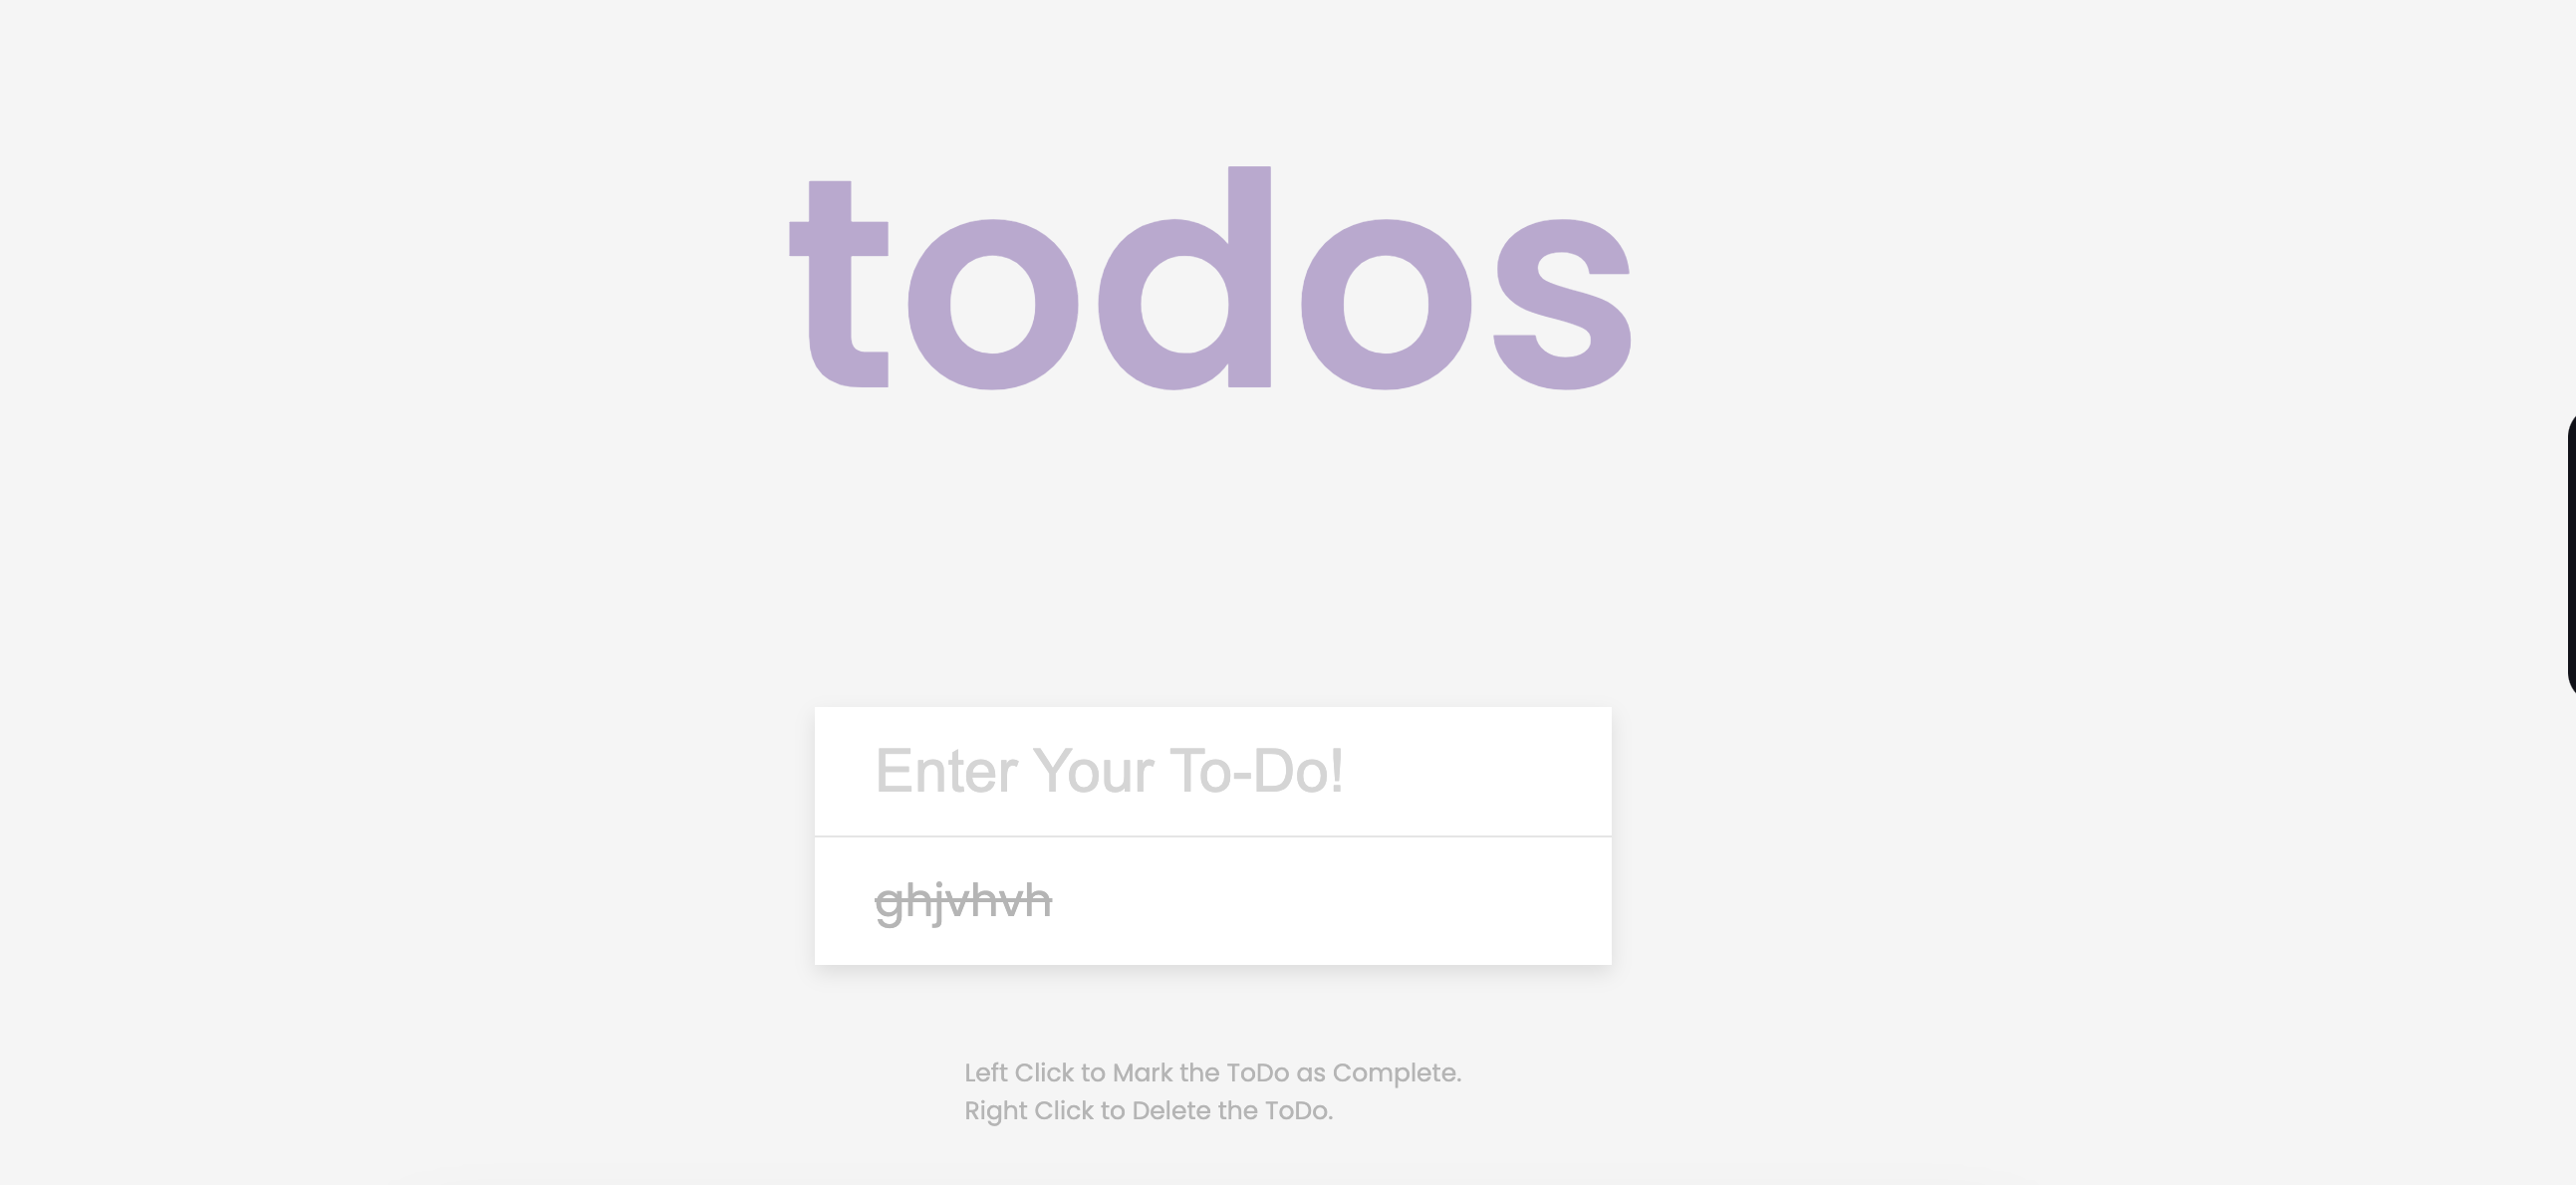 todos
Enter Your To-Do!
ghjvhvh
Left Click to Mark the ToDo as Complete.
Right Click to Delete the ToDo.